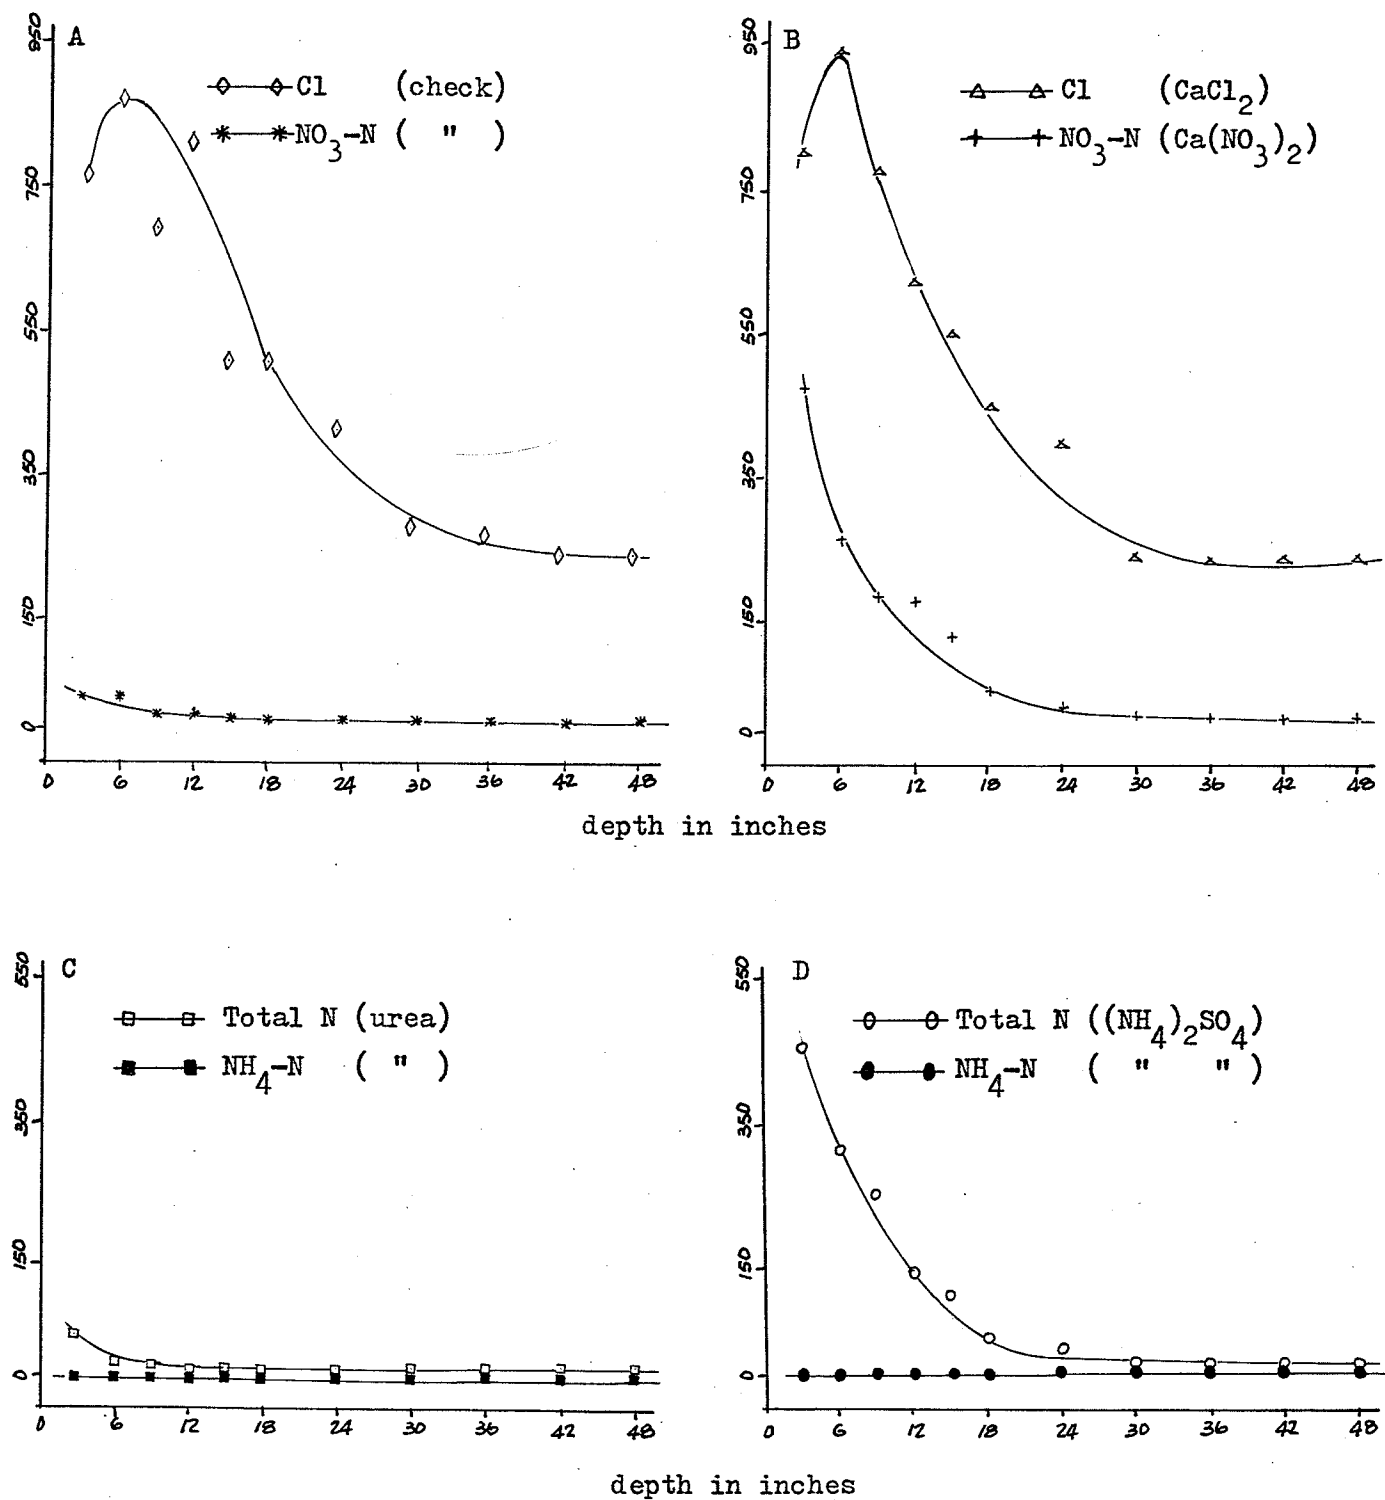 A
Cl (check)
NO3-N ( " )
950
750
550
350
150
0
0 6 12 18 24 30 36 42 48
B
Cl (CaCl2)
NO3-N (Ca(NO3)2)
950
750
550
350
150
0
0 6 12 18 24 30 36 42 48
depth in inches
C
Total N (urea)
NH4-N ( " )
550
350
150
0
0 6 12 18 24 30 36 42 48
D
Total N ((NH4)2SO4)
NH4-N ( " " )
550
350
150
0
0 6 12 18 24 30 36 42 48
depth in inches